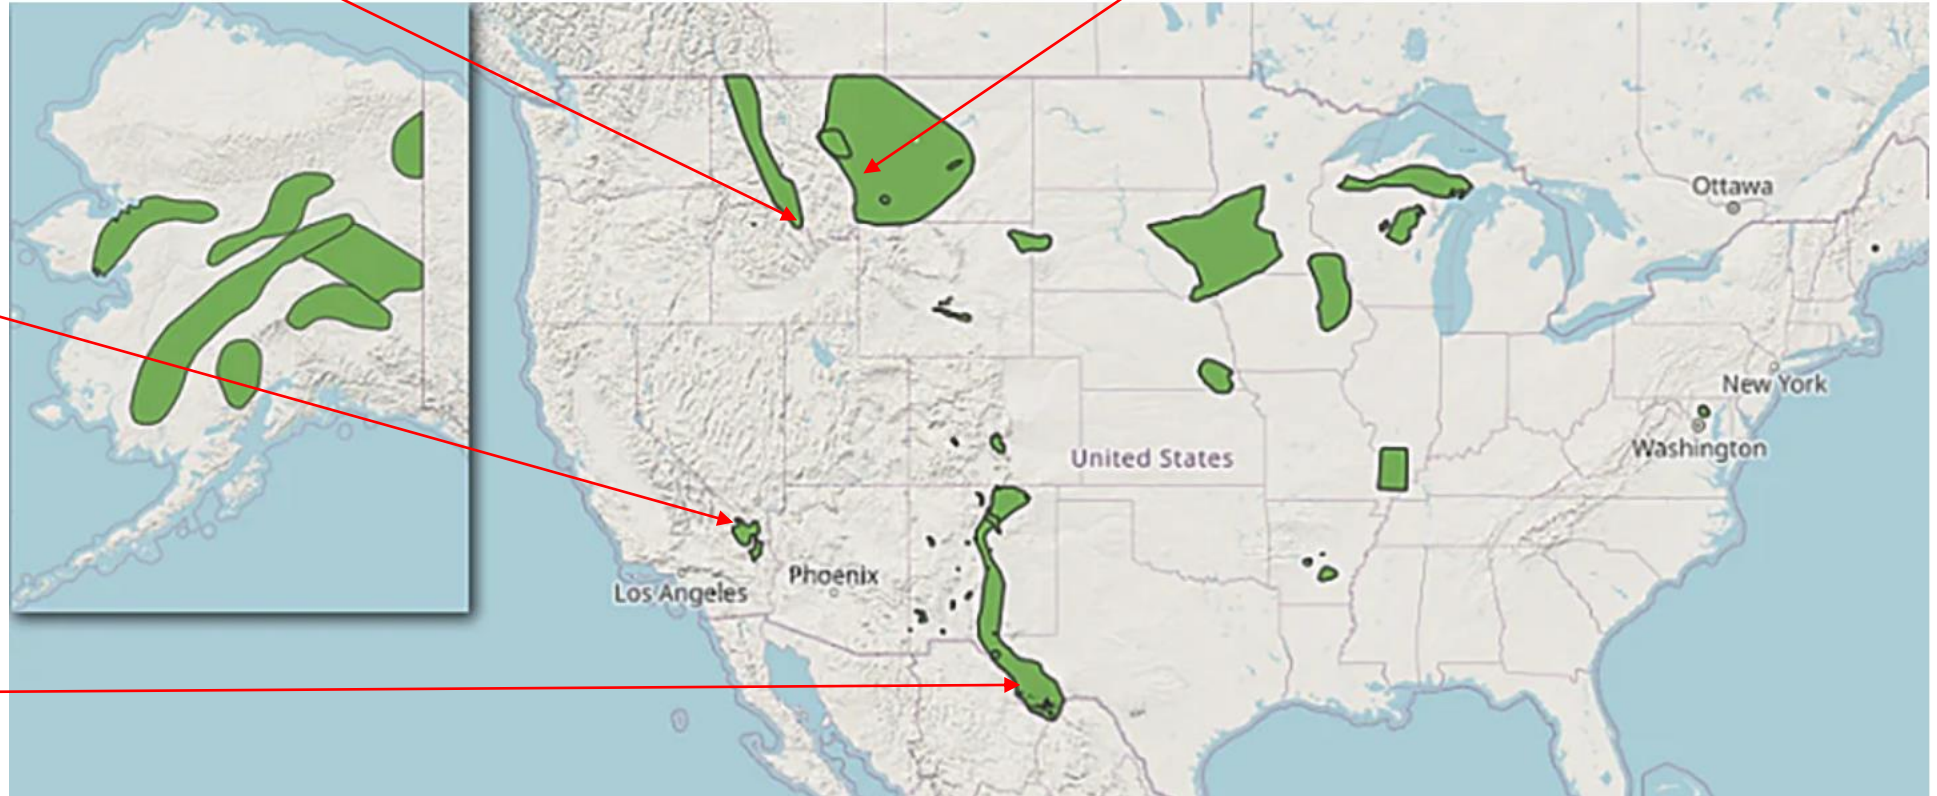 Ottawa
New York
Washington
United States
Phoenix
Los Angeles